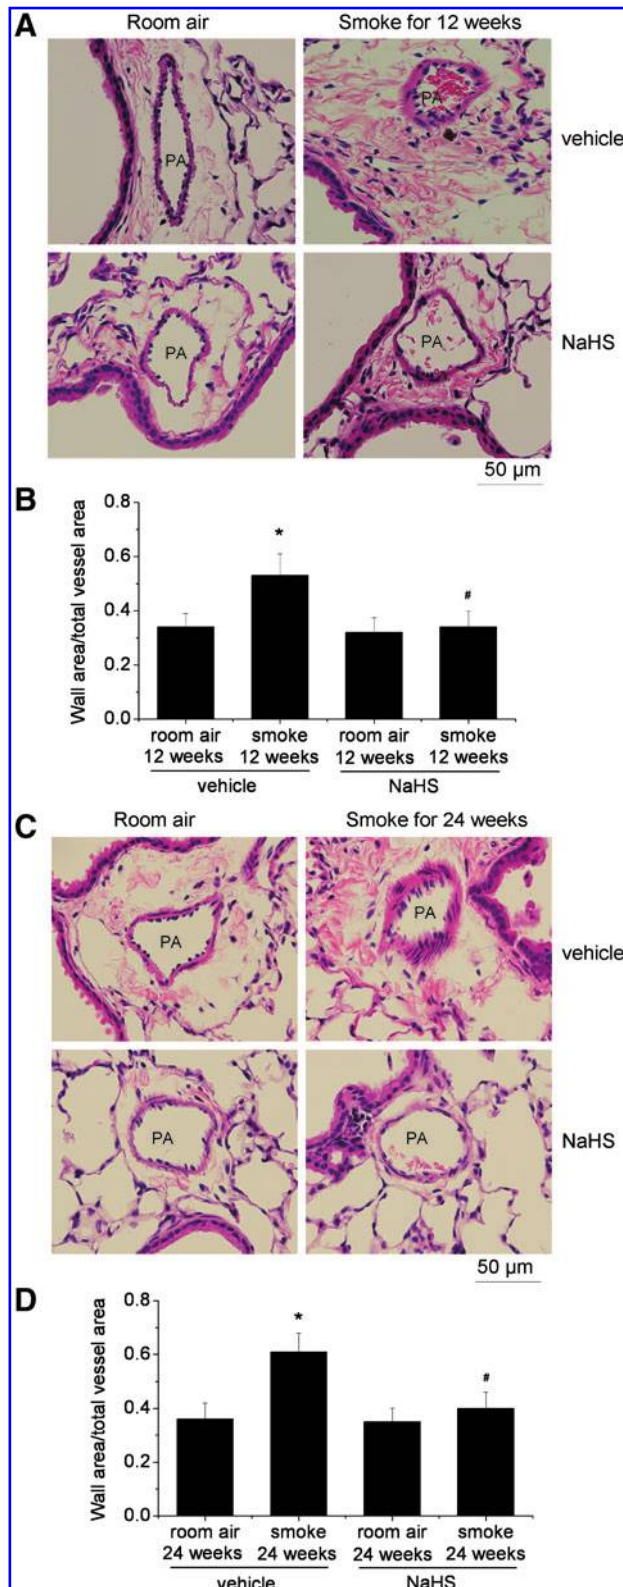 A
Room air
Smoke for 12 weeks
PA
PA
vehicle
PA
PA
NaHS
50 µm
B
Wall area/total vessel area
0.8
0.6
0.4
0.2
0.0
*
#
room air
12 weeks
smoke
12 weeks
room air
12 weeks
smoke
12 weeks
vehicle
NaHS
C
Room air
Smoke for 24 weeks
PA
PA
vehicle
PA
PA
NaHS
50 µm
D
Wall area/total vessel area
0.8
0.6
0.4
0.2
0.0
*
#
room air
24 weeks
smoke
24 weeks
room air
24 weeks
smoke
24 weeks
vehicle
NaHS